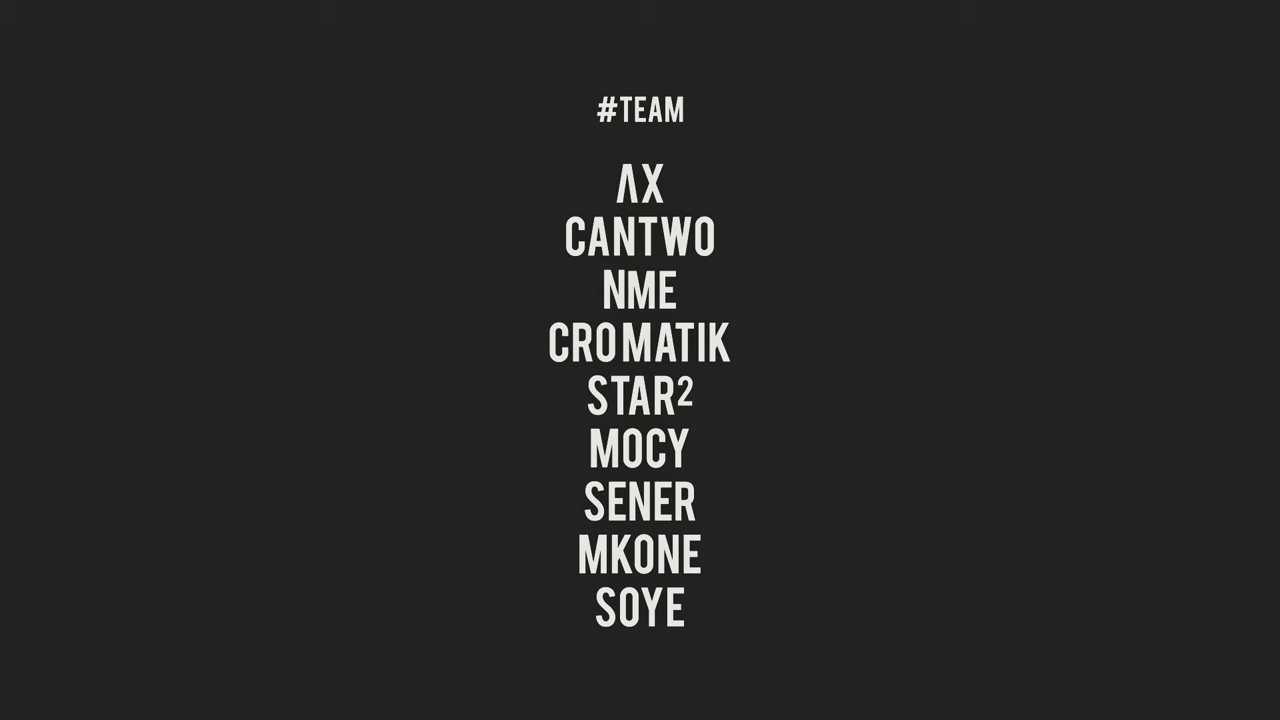 #TEAM
ΛX
CANTWO
NME
CROMATIK
STAR²
MOCY
SENER
MKONE
SOYE